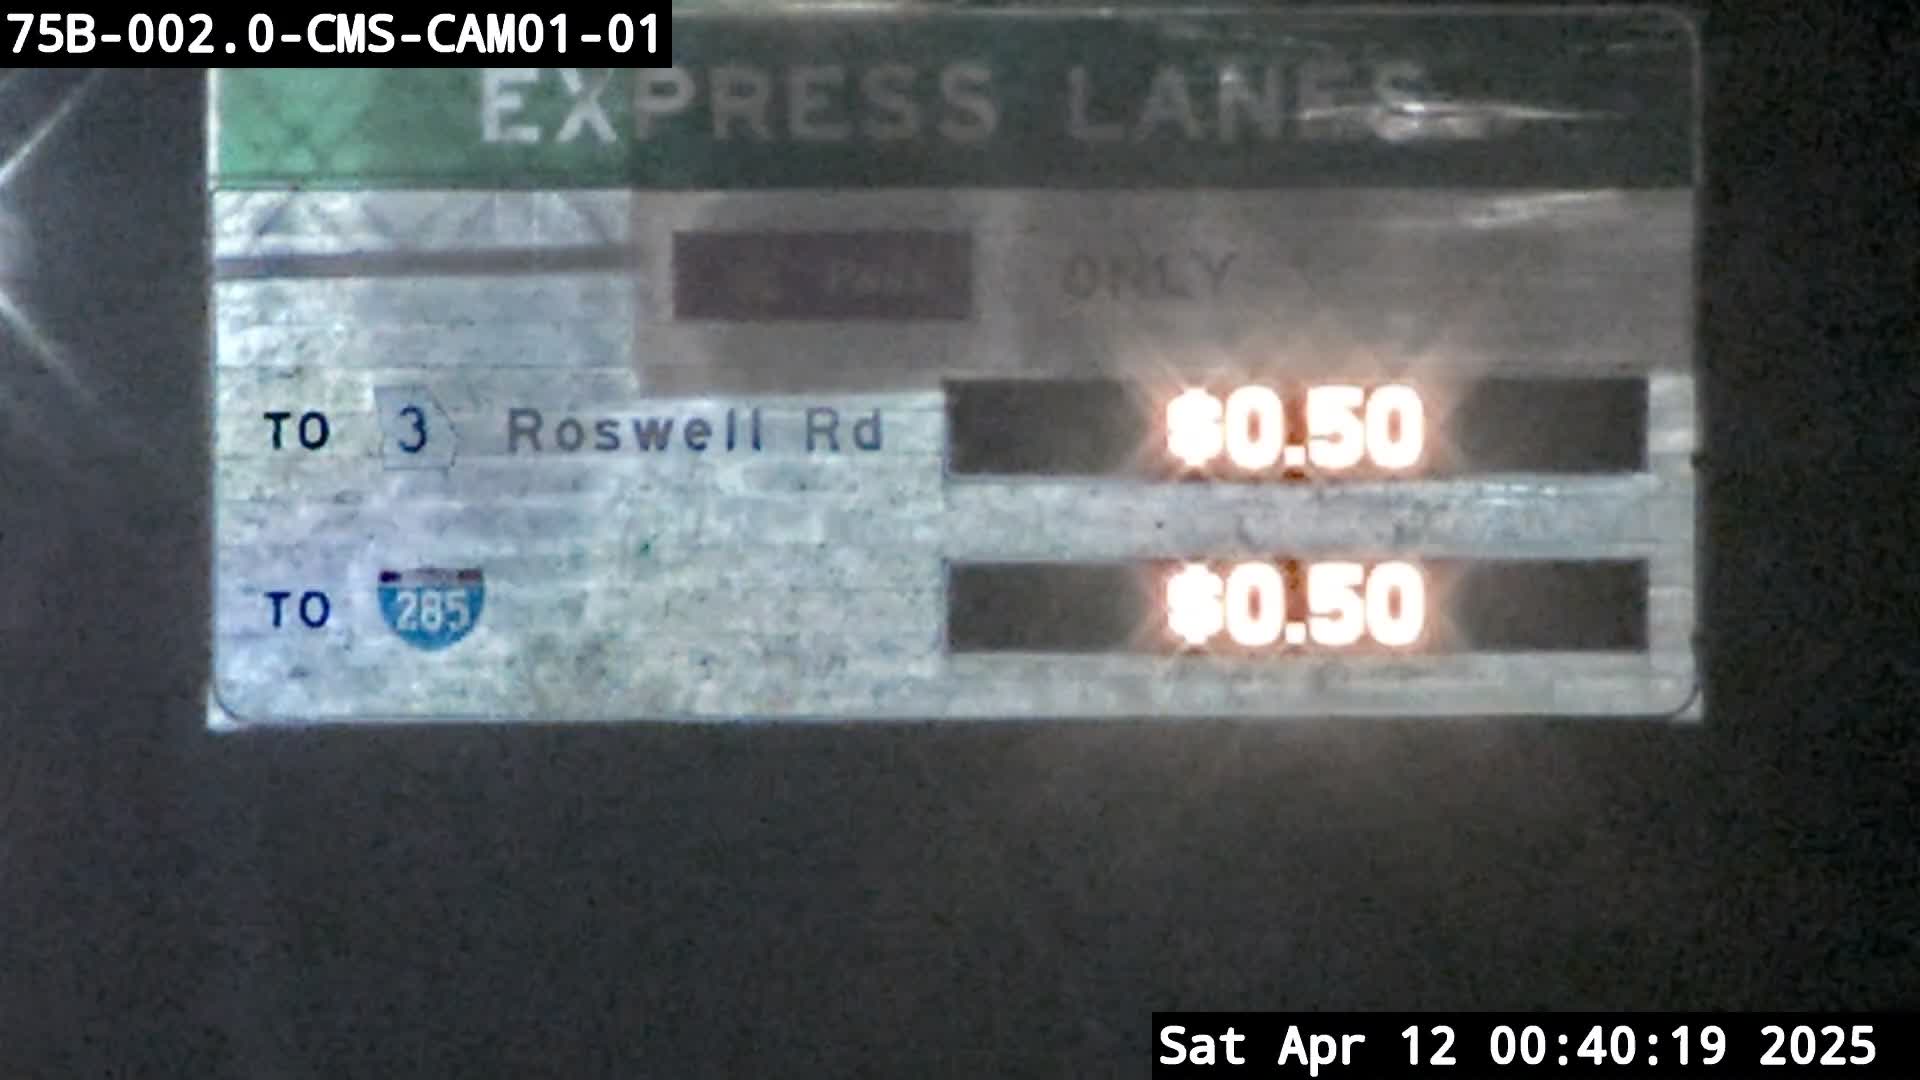 75B-002.0-CMS-CAM01-01
EXPRESS LANES
Pass ONLY
TO 3 Roswell Rd $0.50
TO 285 $0.50
Sat Apr 12 00:40:19 2025